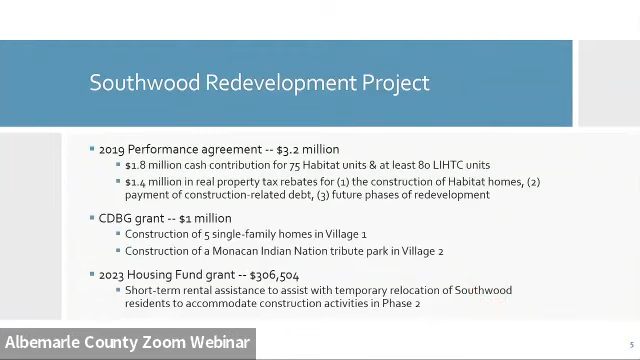 Southwood Redevelopment Project
2019 Performance agreement -- $3.2 million
$1.8 million cash contribution for 75 Habitat units & at least 80 LIHTC units
$1.4 million in real property tax rebates for (1) the construction of Habitat homes, (2)
payment of construction-related debt, (3) future phases of redevelopment
CDBG grant -- $1 million
Construction of 5 single-family homes in Village 1
Construction of a Monacan Indian Nation tribute park in Village 2
2023 Housing Fund grant -- $306,504
Short-term rental assistance to assist with temporary relocation of Southwood
residents to accommodate construction activities in Phase 2
Albemarle County Zoom Webinar
5